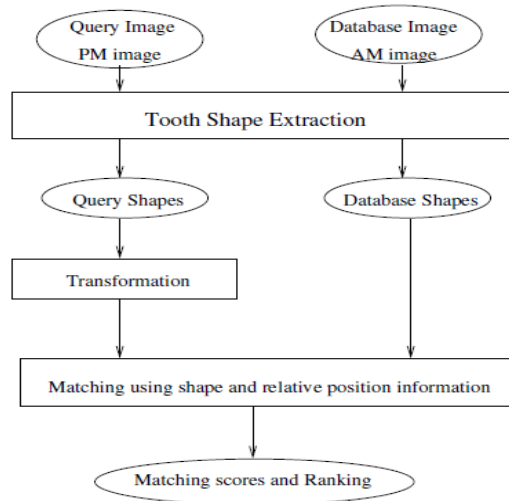 Query Image
PM image
Database Image
AM image
Tooth Shape Extraction
Query Shapes
Database Shapes
Transformation
Matching using shape and relative position information
Matching scores and Ranking